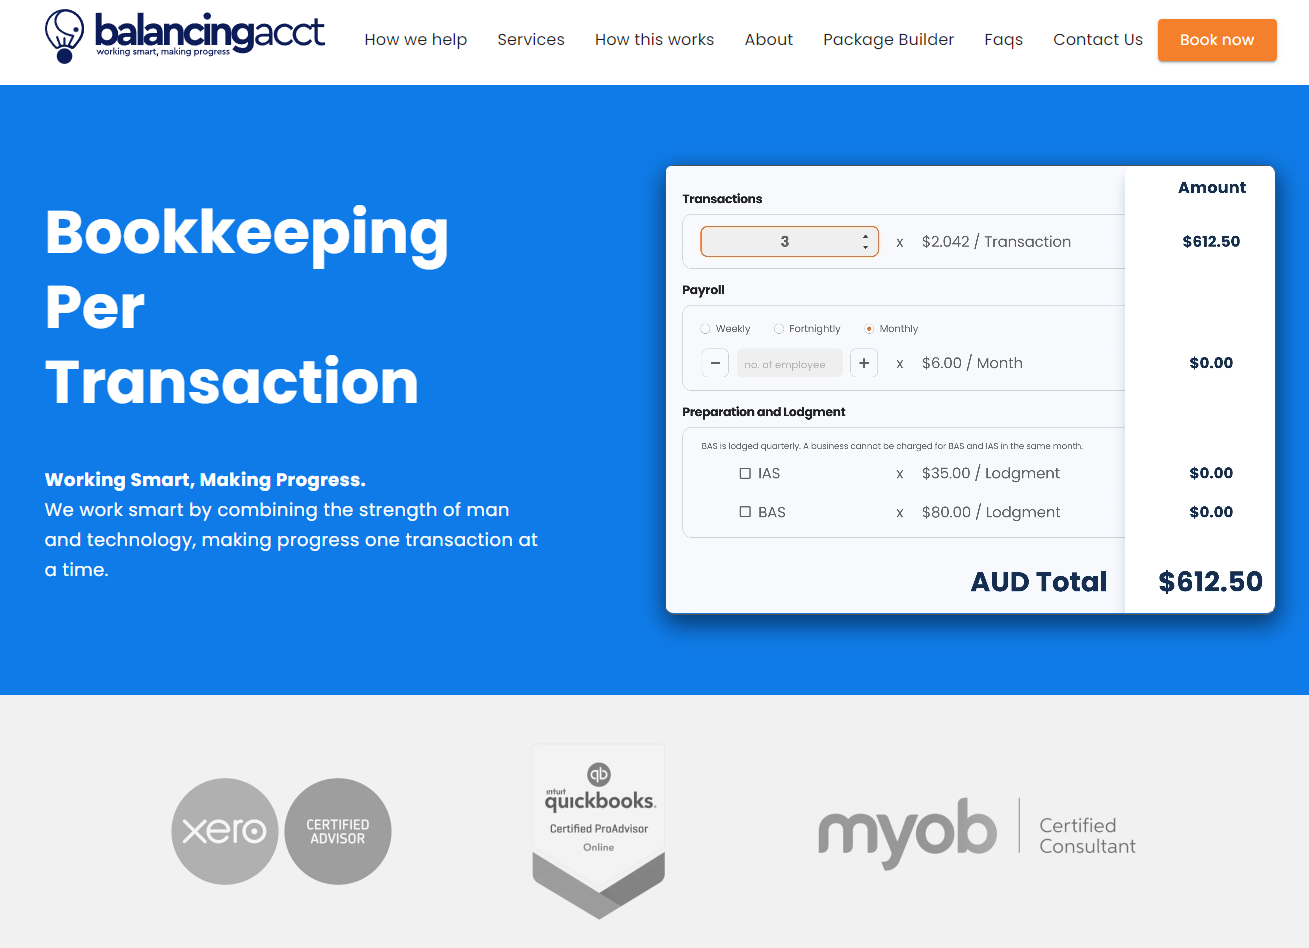 balancingacct
working smart, making progress
How we help
Services
How this works
About
Package Builder
Faqs
Contact Us
Book now
Bookkeeping
Per
Transaction
Working Smart, Making Progress.
We work smart by combining the strength of man
and technology, making progress one transaction at
a time.
Amount
Transactions
3 x $2.042 / Transaction $612.50
Payroll
Weekly Fortnightly Monthly
− no. of employee + x $6.00 / Month $0.00
Preparation and Lodgment
BAS is lodged quarterly. A business cannot be charged for BAS and IAS in the same month.
IAS x $35.00 / Lodgment $0.00
BAS x $80.00 / Lodgment $0.00
AUD Total $612.50
xero
CERTIFIED
ADVISOR
qb
intuit
quickbooks.
Certified ProAdvisor
Online
myob
Certified
Consultant